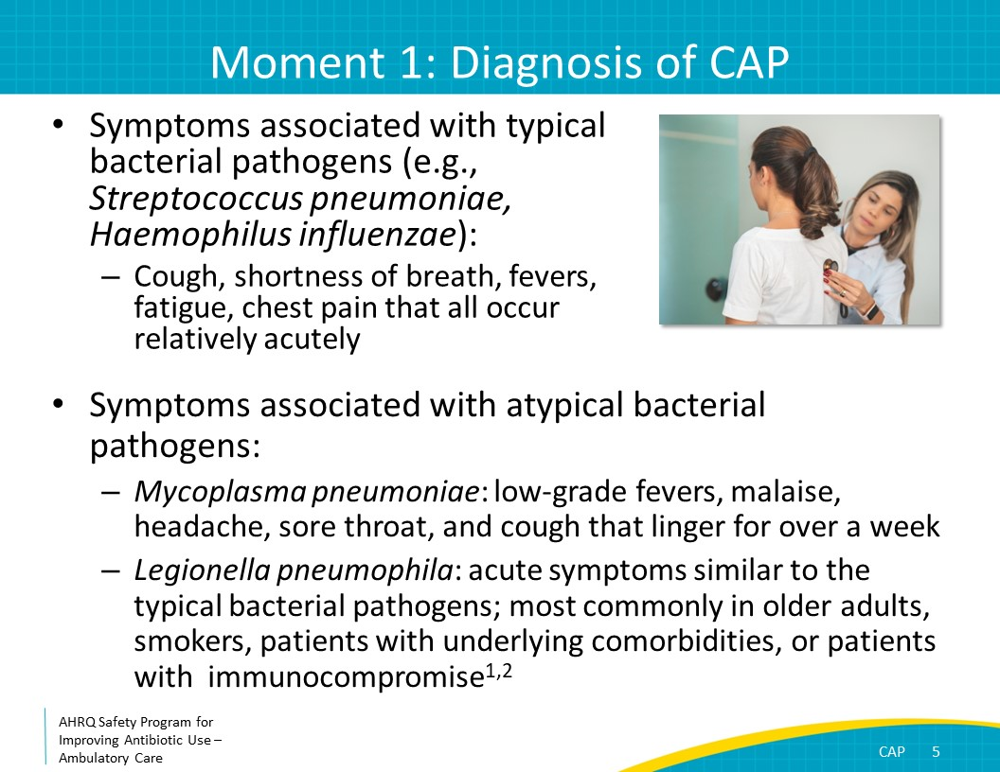 Moment 1: Diagnosis of CAP
• Symptoms associated with typical
bacterial pathogens (e.g.,
Streptococcus pneumoniae,
Haemophilus influenzae):
– Cough, shortness of breath, fevers,
fatigue, chest pain that all occur
relatively acutely
• Symptoms associated with atypical bacterial
pathogens:
– Mycoplasma pneumoniae: low-grade fevers, malaise,
headache, sore throat, and cough that linger for over a week
– Legionella pneumophila: acute symptoms similar to the
typical bacterial pathogens; most commonly in older adults,
smokers, patients with underlying comorbidities, or patients
with immunocompromise1,2
AHRQ Safety Program for
Improving Antibiotic Use –
Ambulatory Care
CAP 5